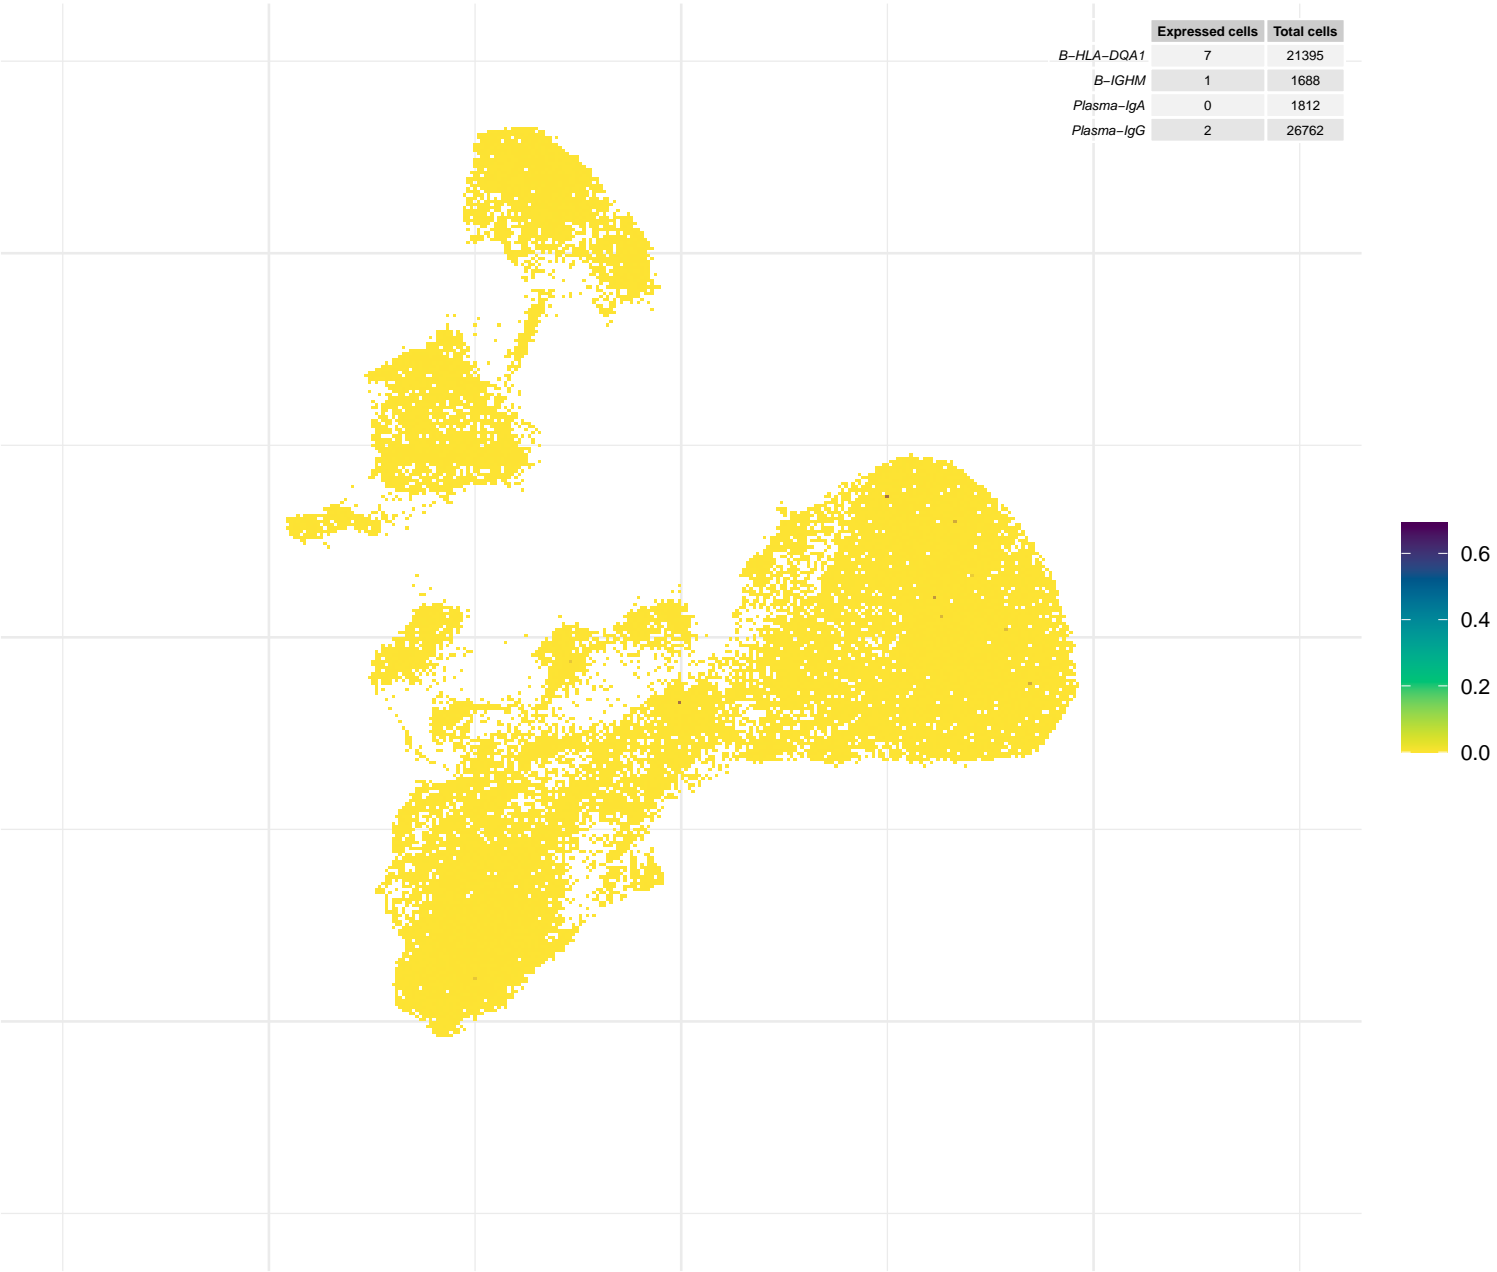 Expressed cells Total cells
B-HLA-DQA1 7 21395
B-IGHM 1 1688
Plasma-IgA 0 1812
Plasma-IgG 2 26762
0.6
0.4
0.2
0.0